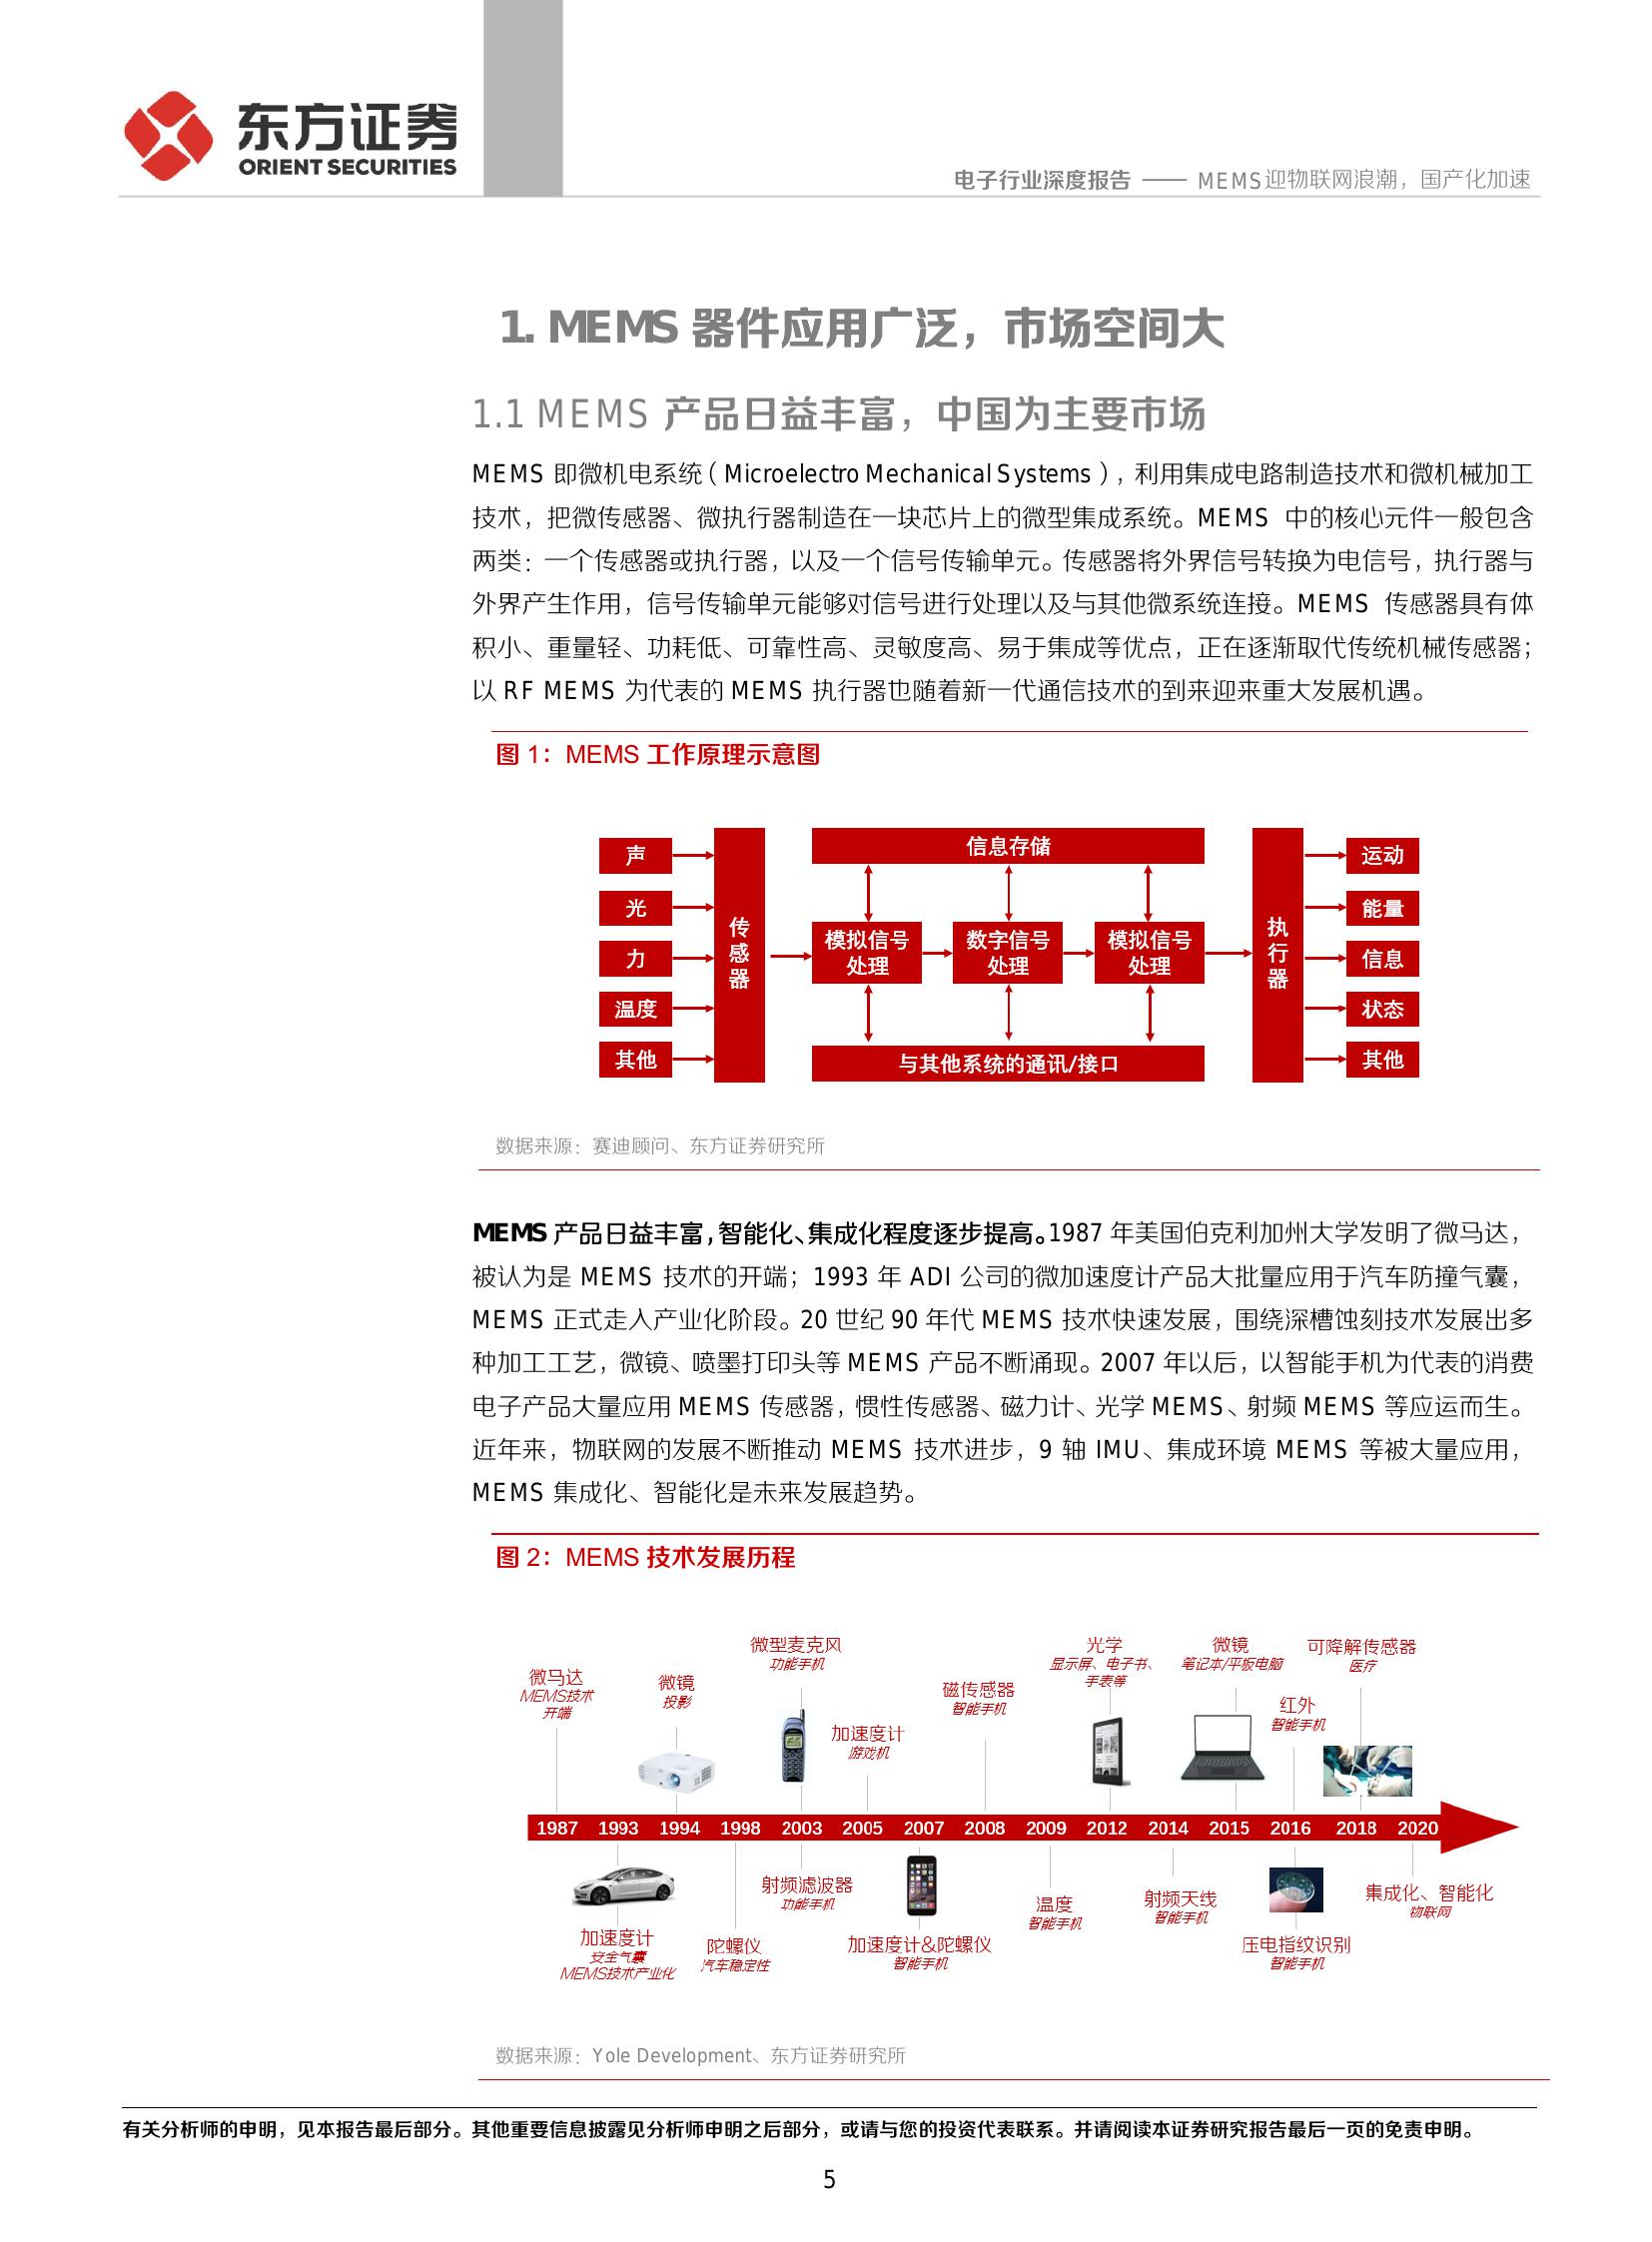 东方证券
ORIENT SECURITIES
电子行业深度报告 —— MEMS迎物联网浪潮，国产化加速
1. MEMS 器件应用广泛，市场空间大
1.1 MEMS 产品日益丰富，中国为主要市场
MEMS 即微机电系统（Microelectro Mechanical Systems），利用集成电路制造技术和微机械加工
技术，把微传感器、微执行器制造在一块芯片上的微型集成系统。MEMS 中的核心元件一般包含
两类：一个传感器或执行器，以及一个信号传输单元。传感器将外界信号转换为电信号，执行器与
外界产生作用，信号传输单元能够对信号进行处理以及与其他微系统连接。MEMS 传感器具有体
积小、重量轻、功耗低、可靠性高、灵敏度高、易于集成等优点，正在逐渐取代传统机械传感器；
以 RF MEMS 为代表的 MEMS 执行器也随着新一代通信技术的到来迎来重大发展机遇。
图 1：MEMS 工作原理示意图
声
光
力
温度
其他
传感器
信息存储
模拟信号
处理
数字信号
处理
模拟信号
处理
与其他系统的通讯/接口
执行器
运动
能量
信息
状态
其他
数据来源：赛迪顾问、东方证券研究所
MEMS 产品日益丰富，智能化、集成化程度逐步提高。1987 年美国伯克利加州大学发明了微马达，
被认为是 MEMS 技术的开端；1993 年 ADI 公司的微加速度计产品大批量应用于汽车防撞气囊，
MEMS 正式走入产业化阶段。20 世纪 90 年代 MEMS 技术快速发展，围绕深槽蚀刻技术发展出多
种加工工艺，微镜、喷墨打印头等 MEMS 产品不断涌现。2007 年以后，以智能手机为代表的消费
电子产品大量应用 MEMS 传感器，惯性传感器、磁力计、光学 MEMS、射频 MEMS 等应运而生。
近年来，物联网的发展不断推动 MEMS 技术进步，9 轴 IMU、集成环境 MEMS 等被大量应用，
MEMS 集成化、智能化是未来发展趋势。
图 2：MEMS 技术发展历程
微马达
MEMS技术
开端
微镜
投影
微型麦克风
功能手机
加速度计
游戏机
磁传感器
智能手机
光学
显示屏、电子书、
手表等
微镜
笔记本/平板电脑
红外
智能手机
可降解传感器
医疗
1987 1993 1994 1998 2003 2005 2007 2008 2009 2012 2014 2015 2016 2018 2020
加速度计
安全气囊
MEMS技术产业化
陀螺仪
汽车稳定性
射频滤波器
功能手机
加速度计&陀螺仪
智能手机
温度
智能手机
射频天线
智能手机
压电指纹识别
智能手机
集成化、智能化
物联网
数据来源：Yole Development、东方证券研究所
有关分析师的申明，见本报告最后部分。其他重要信息披露见分析师申明之后部分，或请与您的投资代表联系。并请阅读本证券研究报告最后一页的免责申明。
5